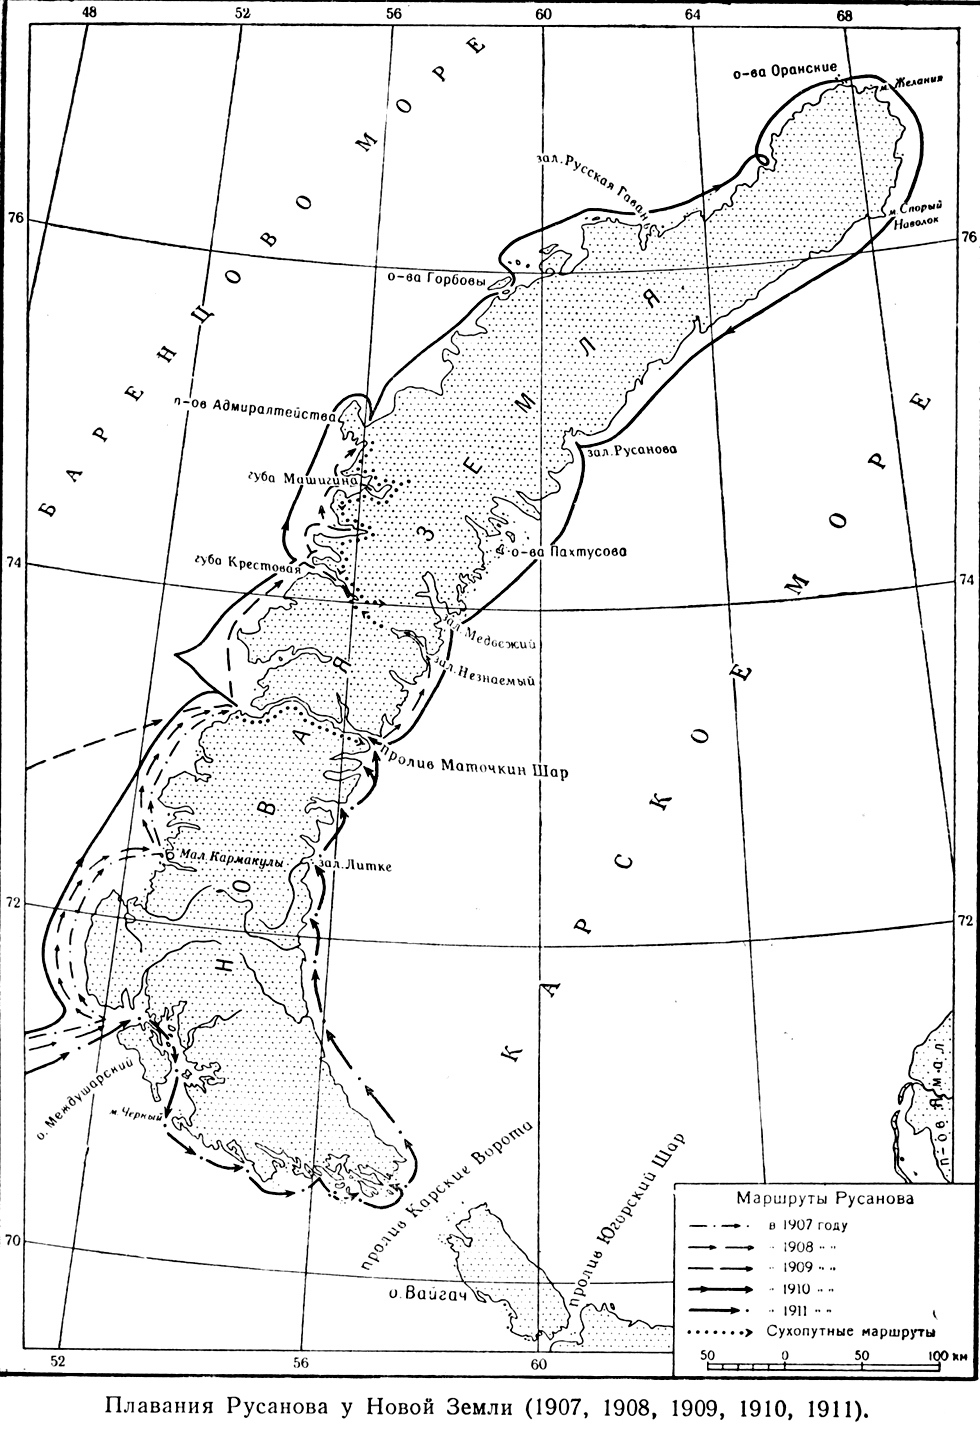 48 52 56 60 64 68
о-ва Оранские
м. Желания
зал. Русская Гавань
76
м. Спорый
Наволок
76
о-ва Горбовы
БАРЕНЦОВО МОРЕ
НОВАЯ ЗЕМЛЯ
КАРСКОЕ МОРЕ
п-ов Адмиралтейства
зал. Русанова
губа Машигина
о-ва Пахтусова
74
губа Крестовая
74
зал. Медвежий
зал. Незнаемый
пролив Маточкин Шар
Мал. Кармакулы
зал. Литке
72
72
о. Междушарский
м. Черный
п-ов Ямал
пролив Карские Ворота
пролив Югорский Шар
70
о. Вайгач
Маршруты Русанова
в 1907 году
" 1908 " "
" 1909 " "
" 1910 " "
" 1911 " "
Сухопутные маршруты
50 0 50 100 км
52 56 60
Плавания Русанова у Новой Земли (1907, 1908, 1909, 1910, 1911).